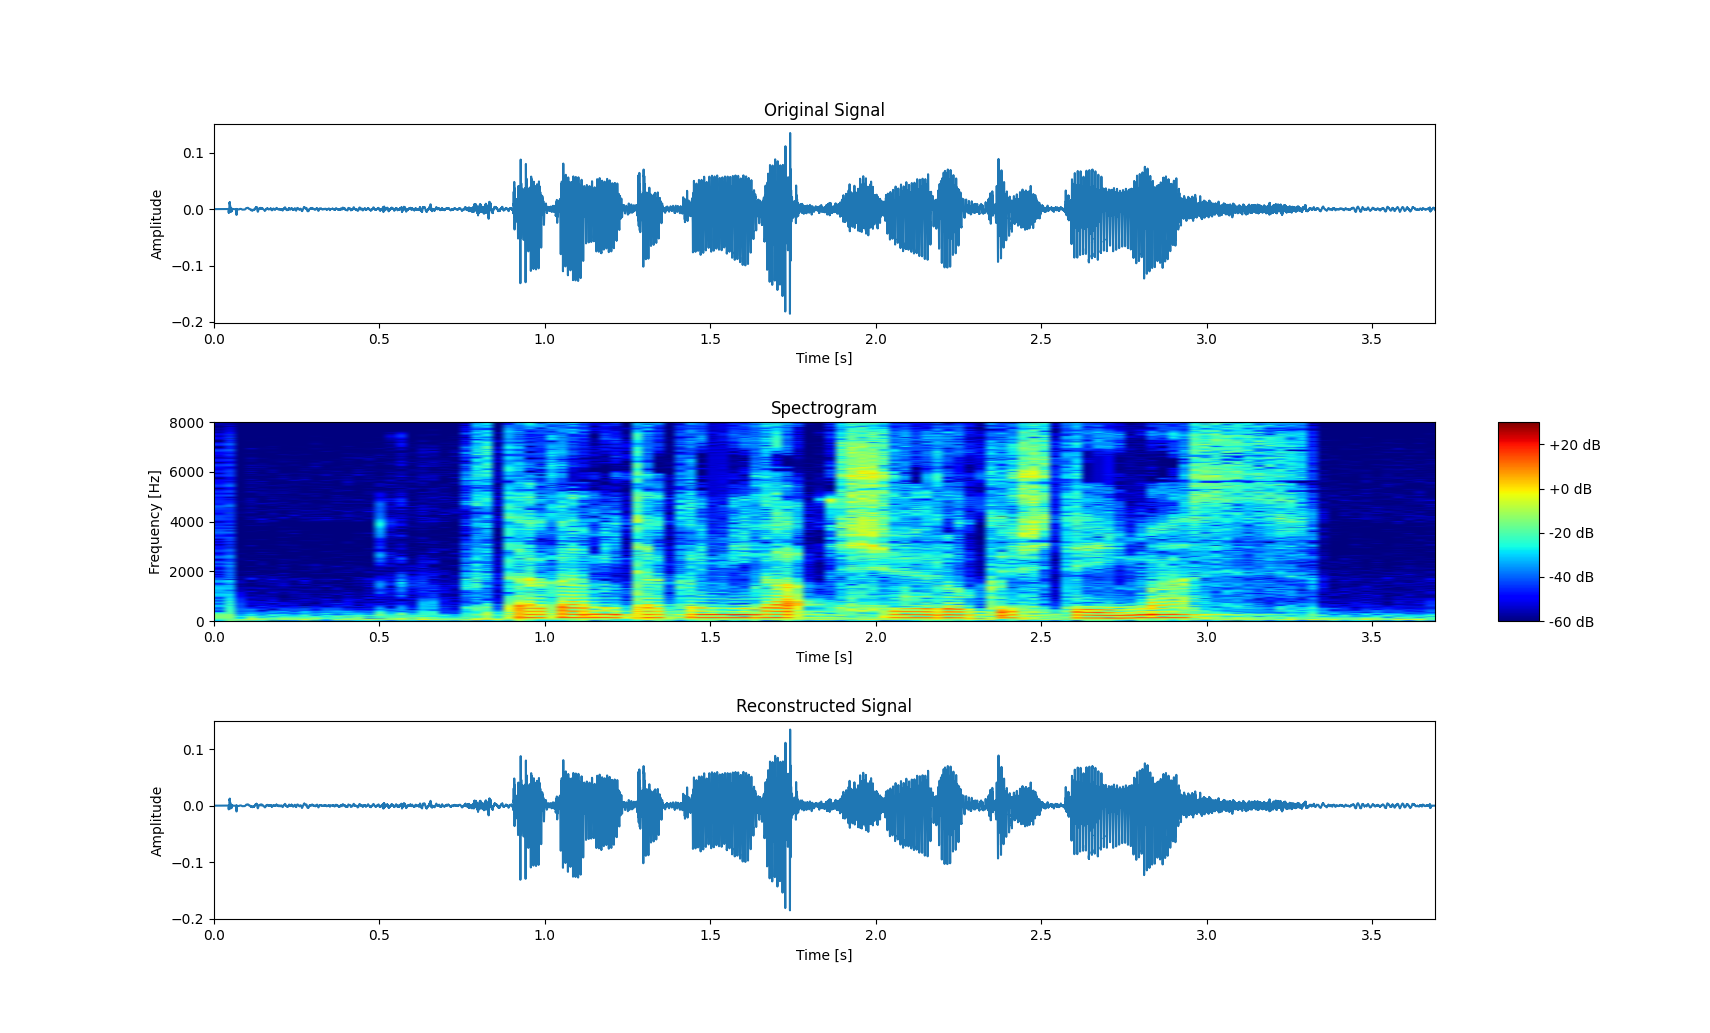 Original Signal
0.1
0.0
−0.1
−0.2
Amplitude
0.0 0.5 1.0 1.5 2.0 2.5 3.0 3.5
Time [s]
Spectrogram
8000
6000
4000
2000
0
Frequency [Hz]
0.0 0.5 1.0 1.5 2.0 2.5 3.0 3.5
Time [s]
+20 dB
+0 dB
-20 dB
-40 dB
-60 dB
Reconstructed Signal
0.1
0.0
−0.1
−0.2
Amplitude
0.0 0.5 1.0 1.5 2.0 2.5 3.0 3.5
Time [s]